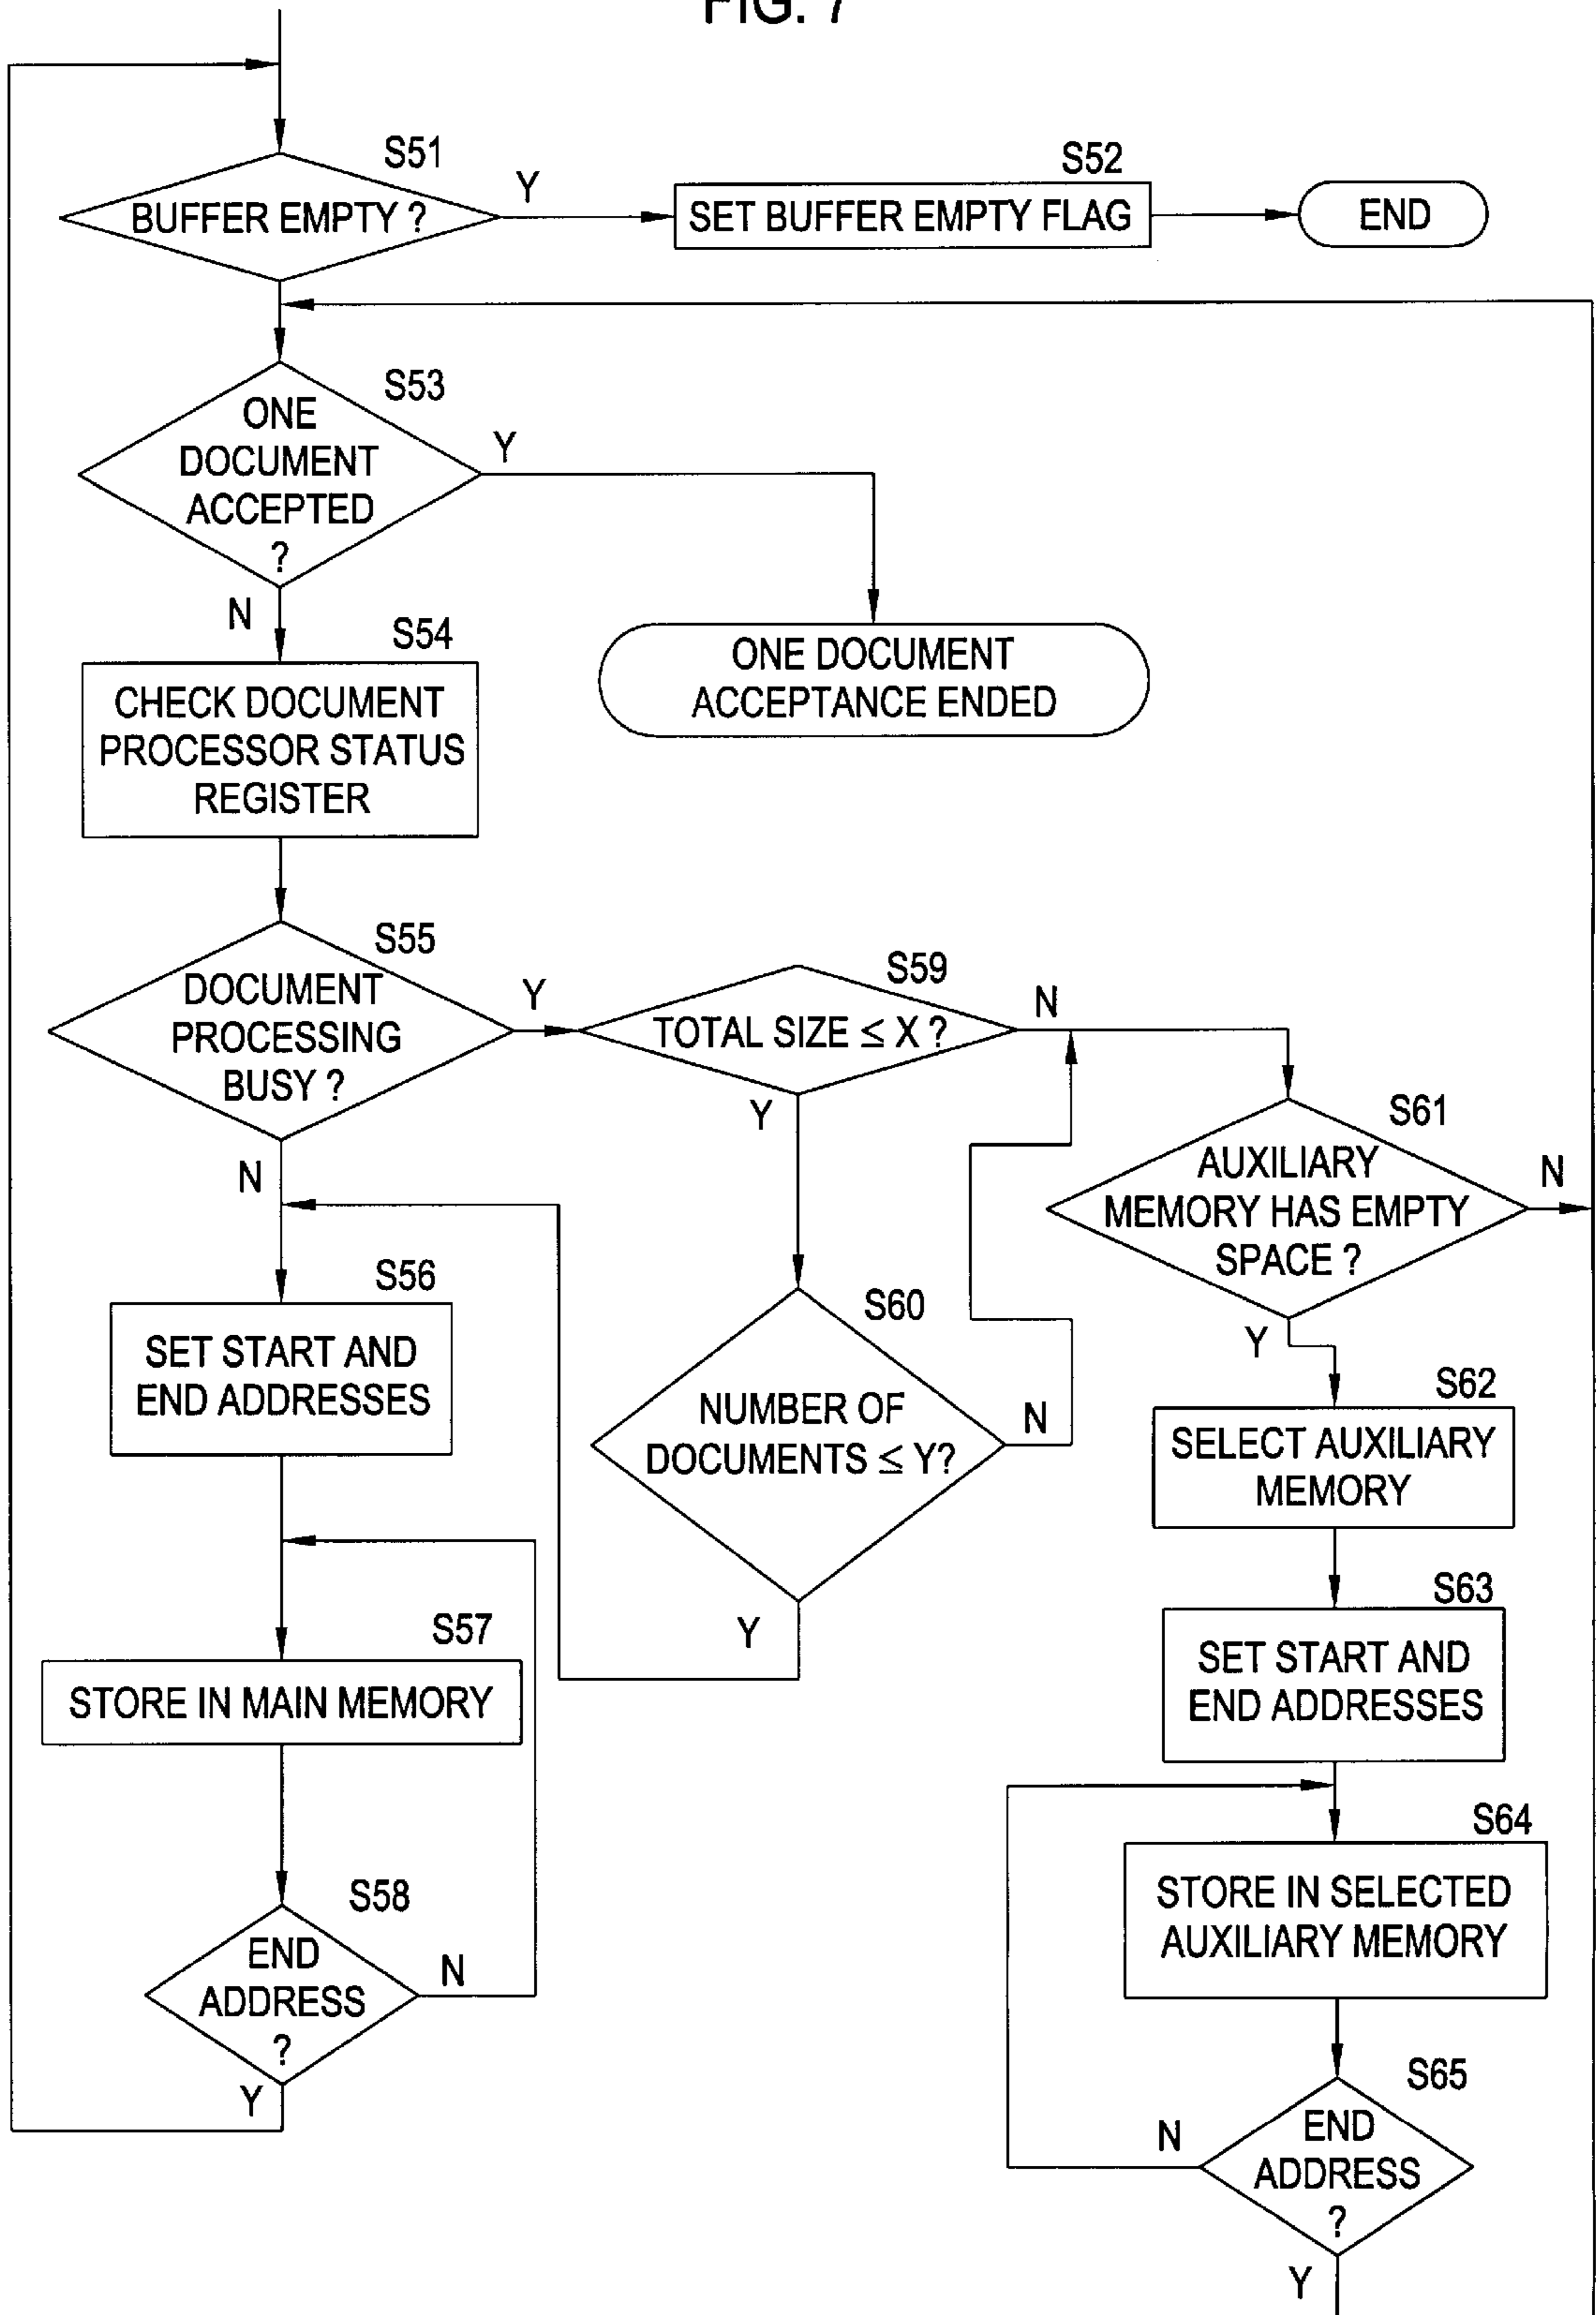 FIG. 7
S51
BUFFER EMPTY ?
Y
S52
SET BUFFER EMPTY FLAG
END
S53
ONE
DOCUMENT
ACCEPTED
?
Y
N
ONE DOCUMENT
ACCEPTANCE ENDED
S54
CHECK DOCUMENT
PROCESSOR STATUS
REGISTER
S55
DOCUMENT
PROCESSING
BUSY ?
Y
N
S59
TOTAL SIZE ≤ X ?
N
Y
S61
AUXILIARY
MEMORY HAS EMPTY
SPACE ?
N
Y
S56
SET START AND
END ADDRESSES
S60
NUMBER OF
DOCUMENTS ≤ Y?
N
Y
S62
SELECT AUXILIARY
MEMORY
S57
STORE IN MAIN MEMORY
S63
SET START AND
END ADDRESSES
S58
END
ADDRESS
?
N
Y
S64
STORE IN SELECTED
AUXILIARY MEMORY
S65
END
ADDRESS
?
N
Y